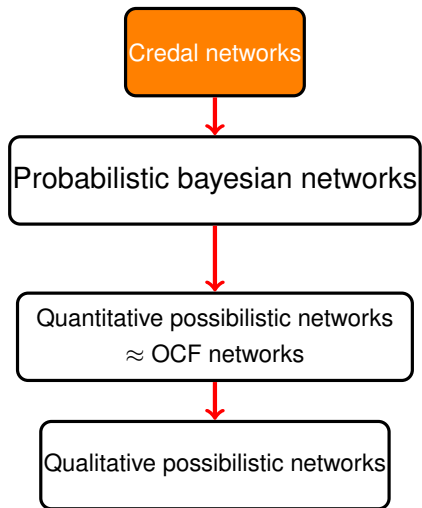 Credal networks
Probabilistic bayesian networks
Quantitative possibilistic networks
≈ OCF networks
Qualitative possibilistic networks